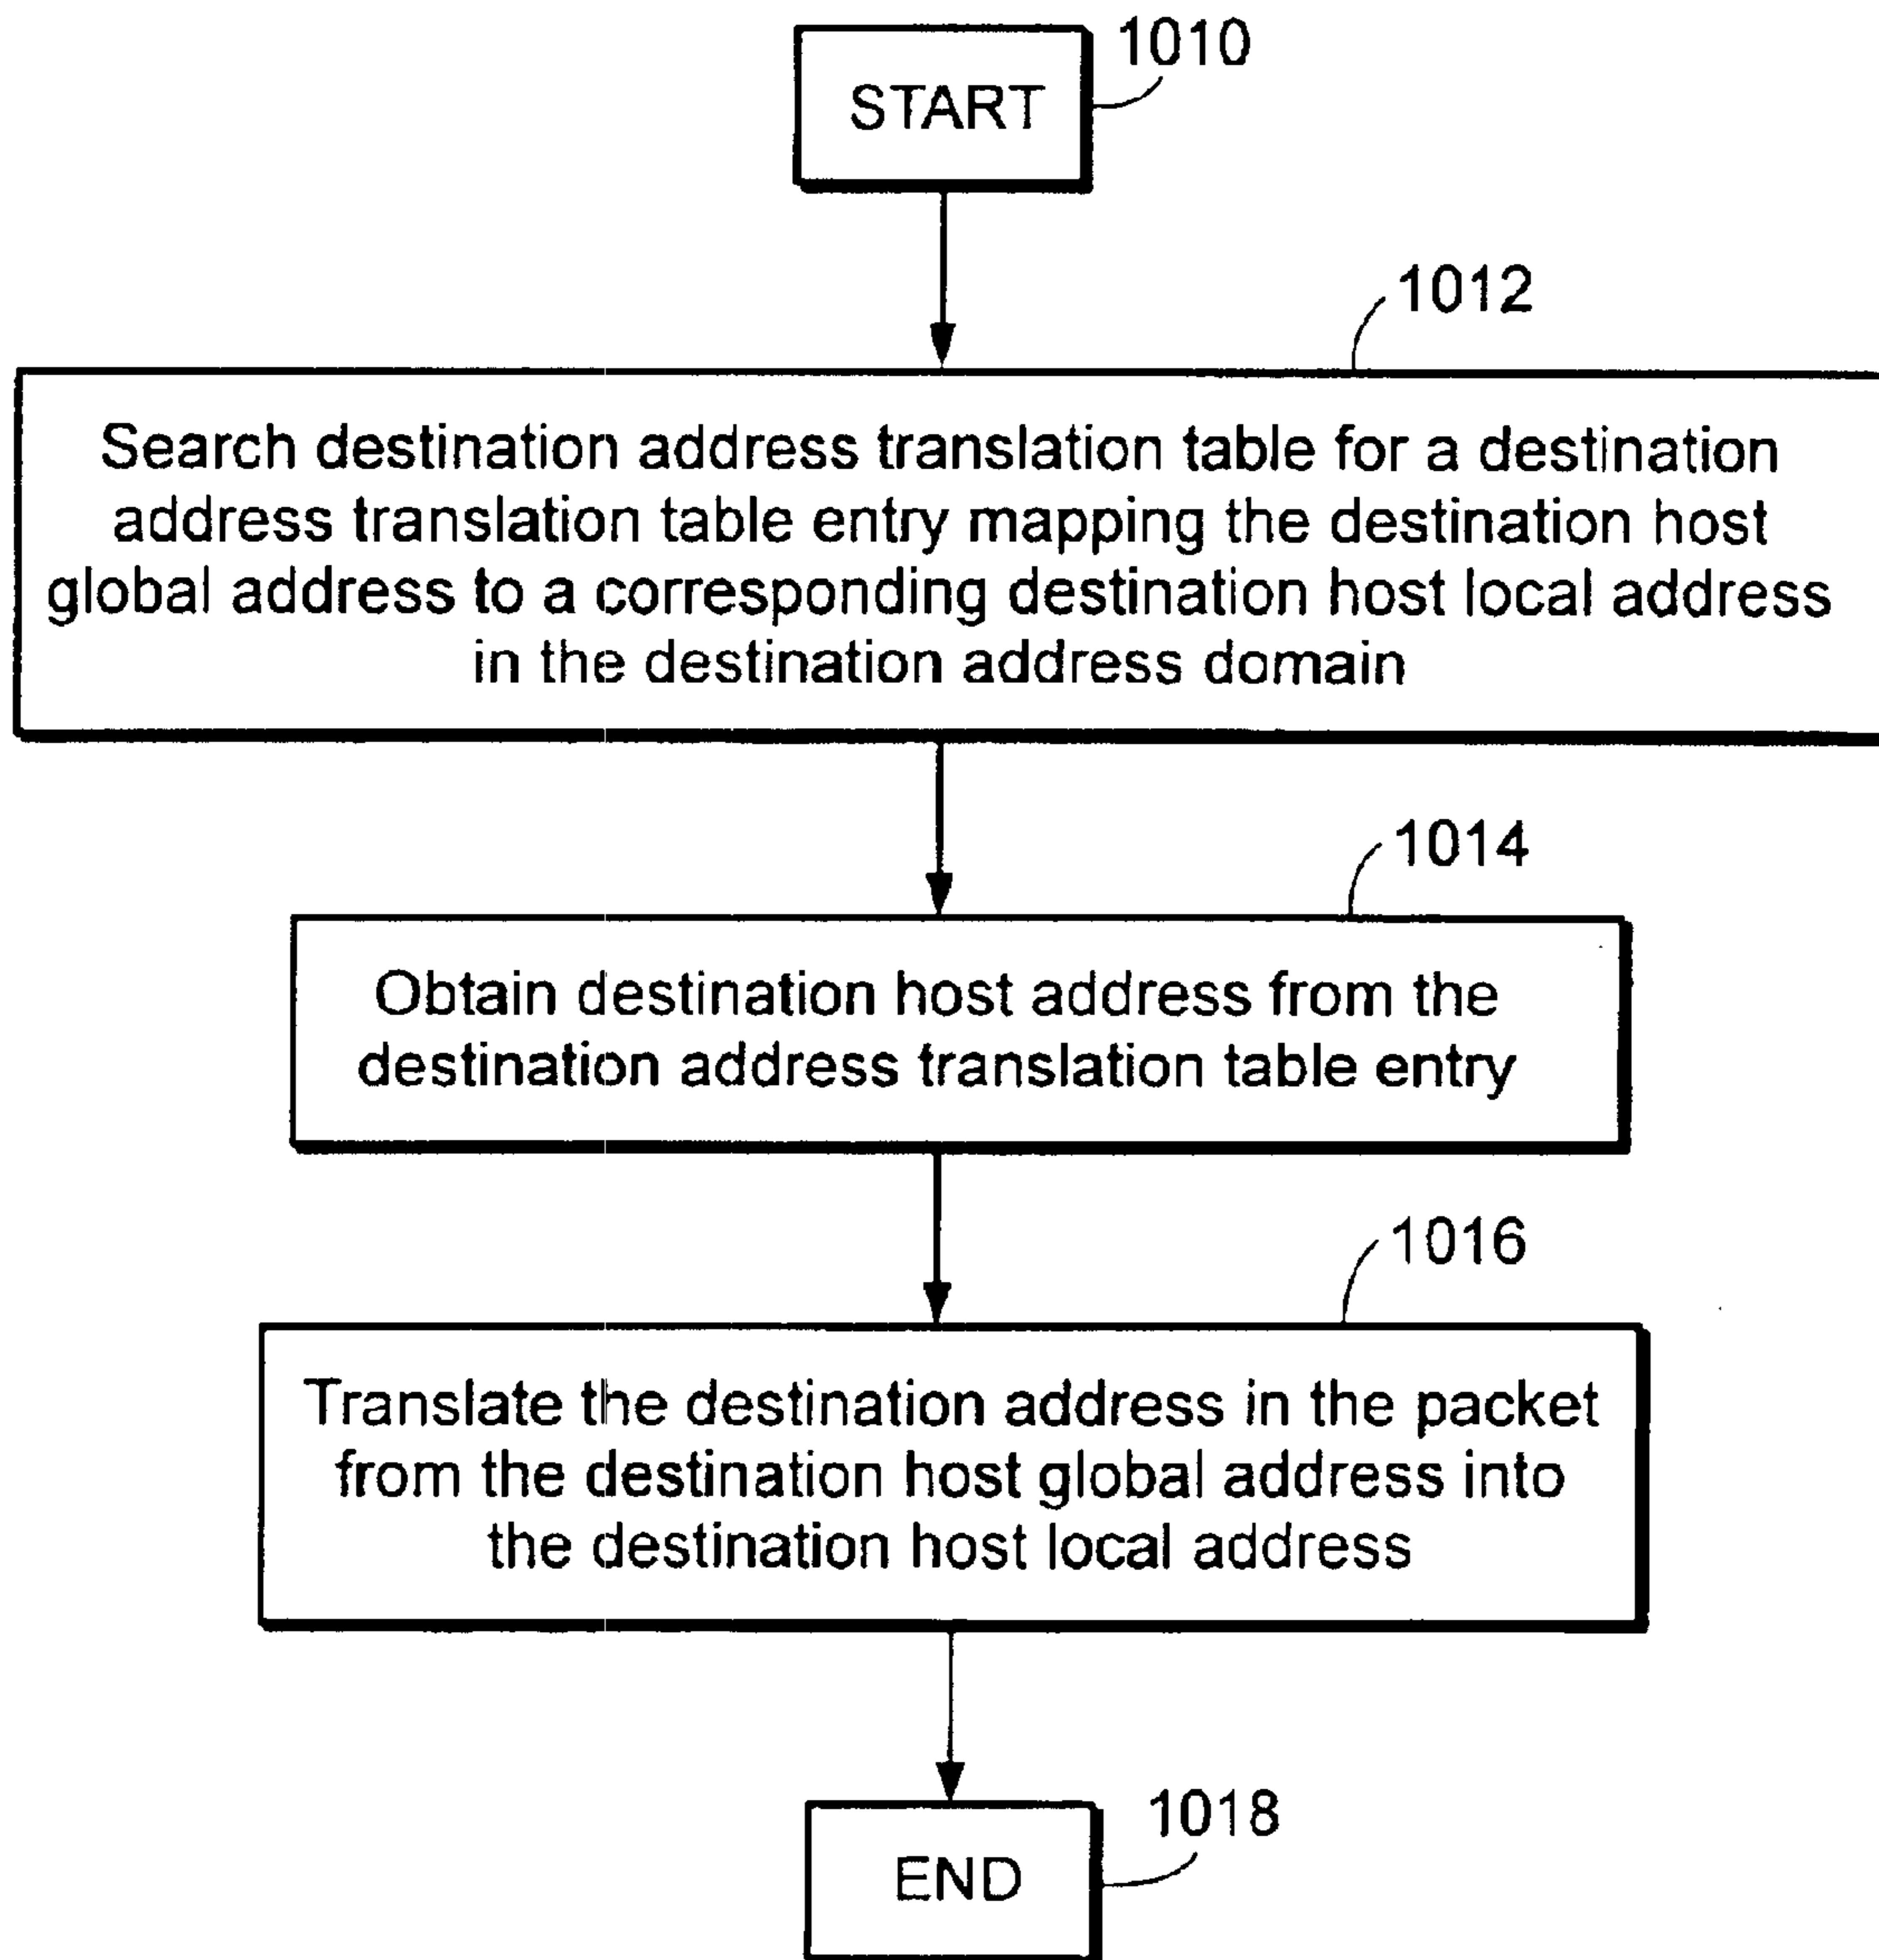 1010
START
1012
Search destination address translation table for a destination
address translation table entry mapping the destination host
global address to a corresponding destination host local address
in the destination address domain
1014
Obtain destination host address from the
destination address translation table entry
1016
Translate the destination address in the packet
from the destination host global address into
the destination host local address
1018
END